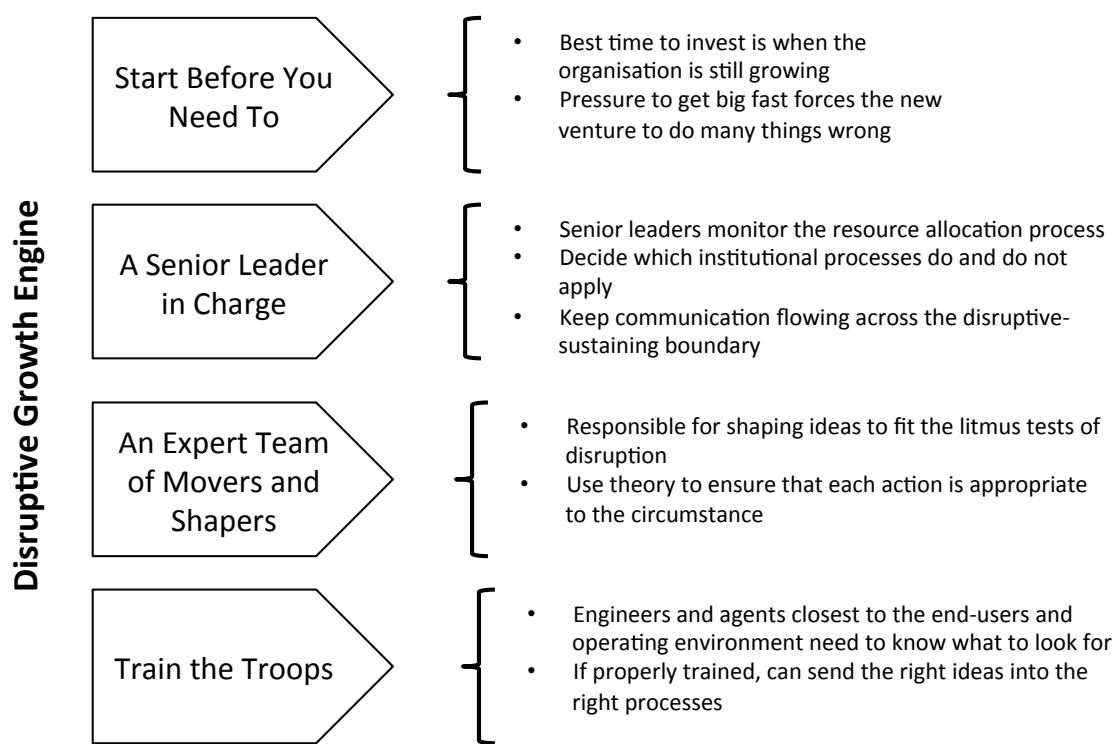 Disruptive Growth Engine
Start Before You
Need To
• Best time to invest is when the
organisation is still growing
• Pressure to get big fast forces the new
venture to do many things wrong
A Senior Leader
in Charge
• Senior leaders monitor the resource allocation process
• Decide which institutional processes do and do not
apply
• Keep communication flowing across the disruptive-
sustaining boundary
An Expert Team
of Movers and
Shapers
• Responsible for shaping ideas to fit the litmus tests of
disruption
• Use theory to ensure that each action is appropriate
to the circumstance
Train the Troops
• Engineers and agents closest to the end-users and
operating environment need to know what to look for
• If properly trained, can send the right ideas into the
right processes